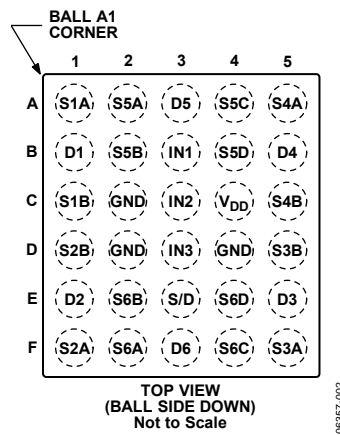 BALL A1
CORNER
1 2 3 4 5
A S1A S5A D5 S5C S4A
B D1 S5B IN1 S5D D4
C S1B GND IN2 VDD S4B
D S2B GND IN3 GND S3B
E D2 S6B S/D S6D D3
F S2A S6A D6 S6C S3A
TOP VIEW
(BALL SIDE DOWN)
Not to Scale
06357-002